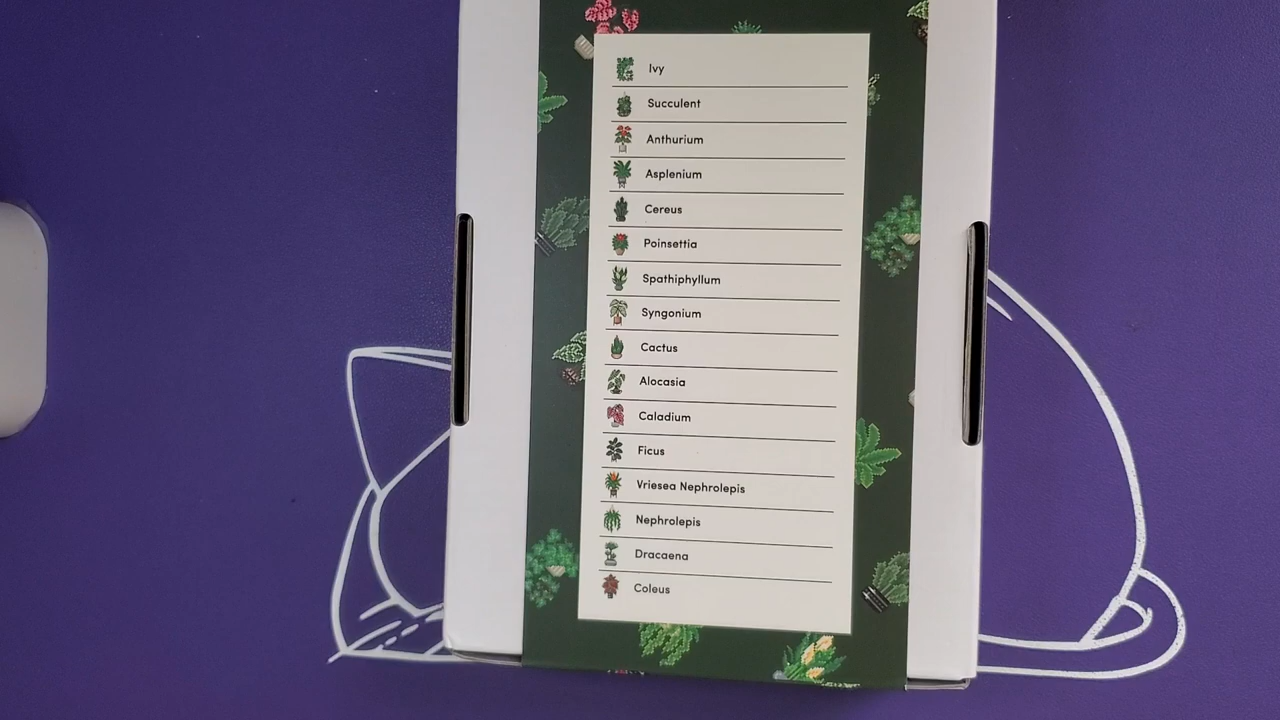 Ivy
Succulent
Anthurium
Asplenium
Cereus
Poinsettia
Spathiphyllum
Syngonium
Cactus
Alocasia
Caladium
Ficus
Vriesea Nephrolepis
Nephrolepis
Dracaena
Coleus